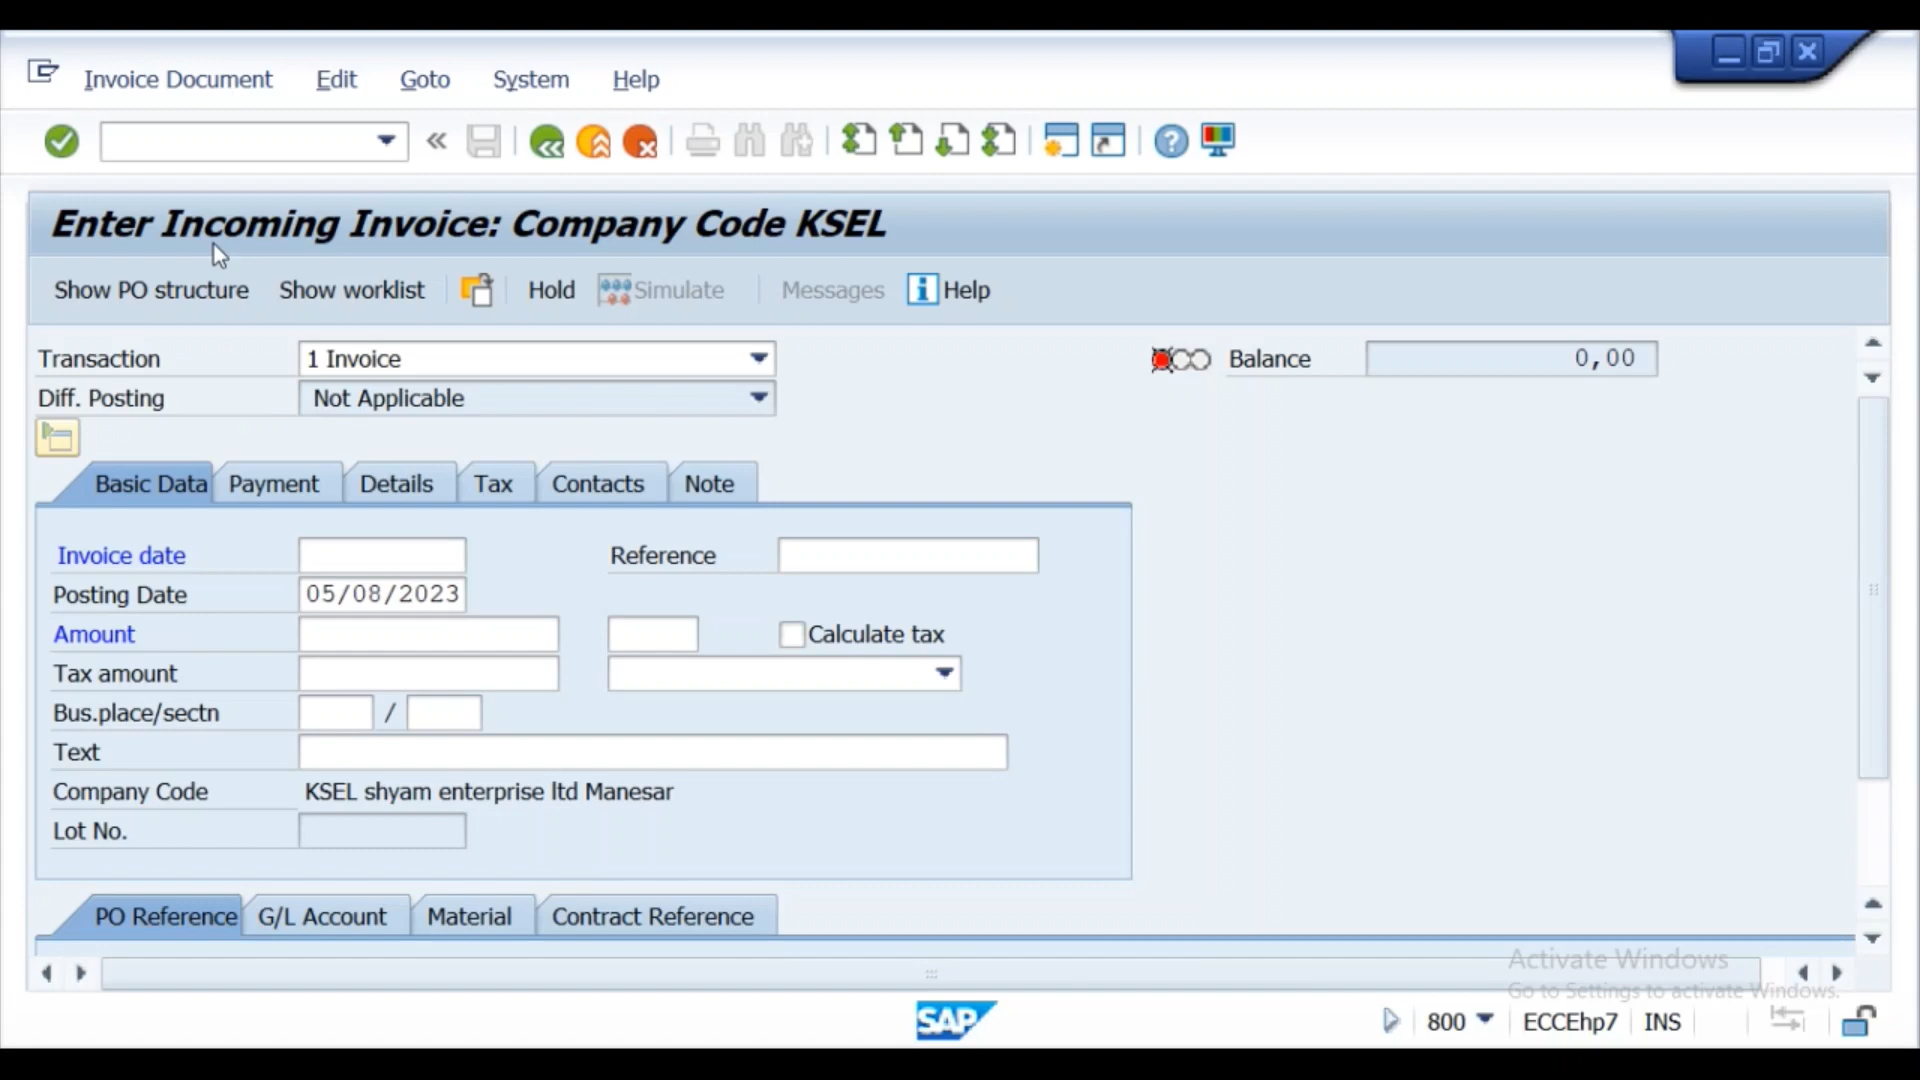 Invoice Document Edit Goto System Help
Enter Incoming Invoice: Company Code KSEL
Show PO structure Show worklist Hold Simulate Messages Help
Transaction 1 Invoice Balance 0,00
Diff. Posting Not Applicable
Basic Data Payment Details Tax Contacts Note
Invoice date Reference
Posting Date 05/08/2023
Amount Calculate tax
Tax amount
Bus.place/sectn /
Text
Company Code KSEL shyam enterprise ltd Manesar
Lot No.
PO Reference G/L Account Material Contract Reference
Activate Windows
Go to Settings to activate Windows.
SAP 800 ECCEhp7 INS